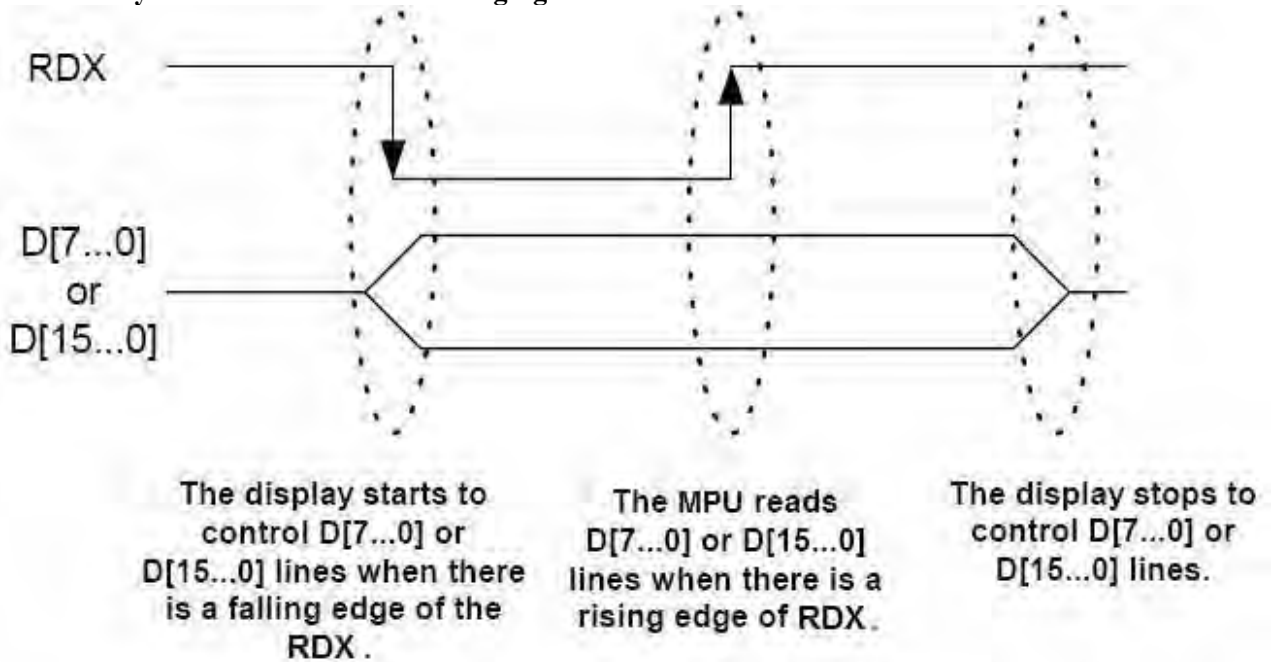 RDX
D[7...0]
or
D[15...0]
The display starts to
control D[7...0] or
D[15...0] lines when there
is a falling edge of the
RDX .
The MPU reads
D[7...0] or D[15...0]
lines when there is a
rising edge of RDX .
The display stops to
control D[7...0] or
D[15...0] lines.